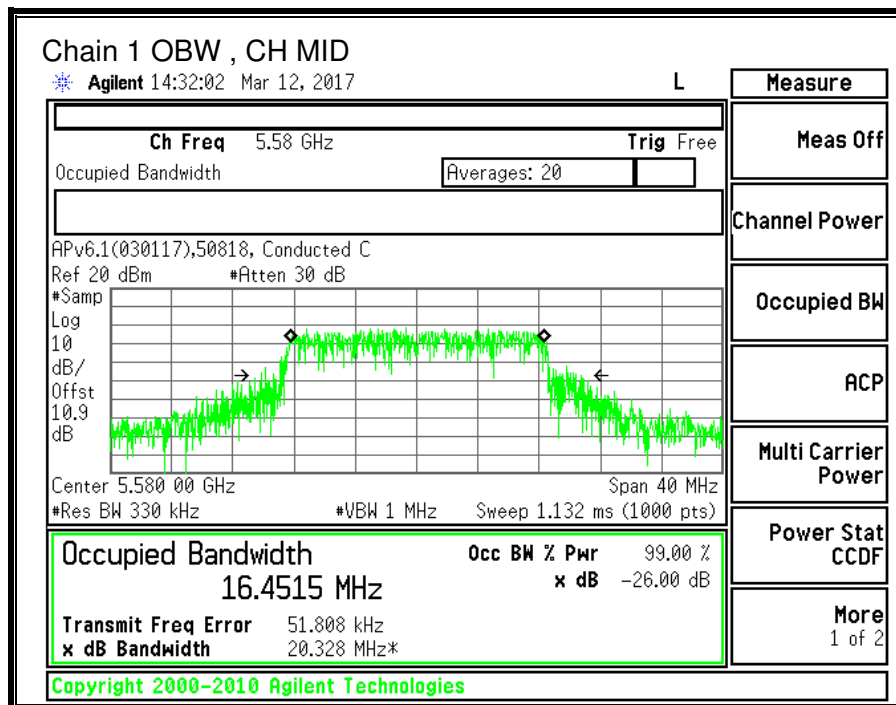 Chain 1 OBW , CH MID
Agilent 14:32:02 Mar 12, 2017 L
Measure
Ch Freq 5.58 GHz Trig Free
Occupied Bandwidth Averages: 20
APv6.1(030117),50818, Conducted C
Ref 20 dBm #Atten 30 dB
#Samp
Log
10
dB/
Offst
10.9
dB
Center 5.580 00 GHz Span 40 MHz
#Res BW 330 kHz #VBW 1 MHz Sweep 1.132 ms (1000 pts)
Occupied Bandwidth Occ BW % Pwr 99.00 %
16.4515 MHz x dB -26.00 dB
Transmit Freq Error 51.808 kHz
x dB Bandwidth 20.328 MHz*
Copyright 2000-2010 Agilent Technologies
Meas Off
Channel Power
Occupied BW
ACP
Multi Carrier
Power
Power Stat
CCDF
More
1 of 2